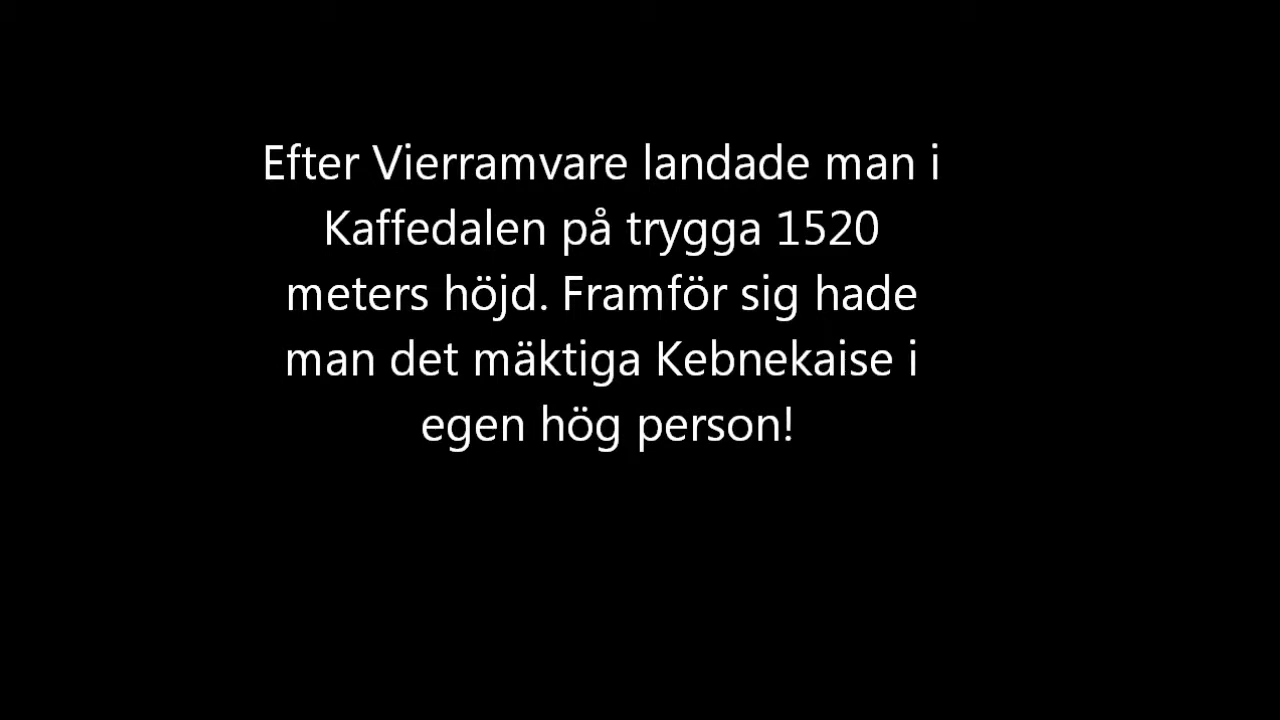 Efter Vierramvare landade man i
Kaffedalen på trygga 1520
meters höjd. Framför sig hade
man det mäktiga Kebnekaise i
egen hög person!